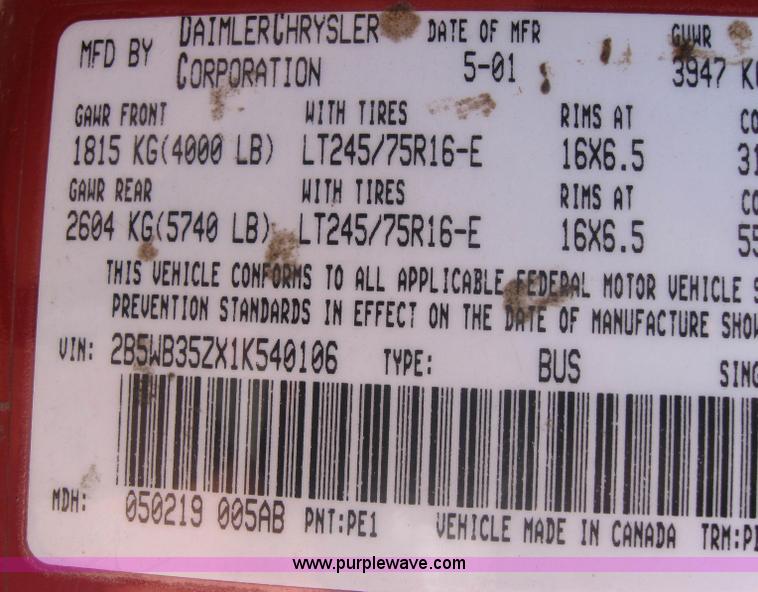 MFD BY DAIMLERCHRYSLER CORPORATION DATE OF MFR 5-01 GVWR 3947
GAWR FRONT WITH TIRES RIMS AT
1815 KG(4000 LB) LT245/75R16-E 16X6.5
GAWR REAR WITH TIRES RIMS AT
2604 KG(5740 LB) LT245/75R16-E 16X6.5
THIS VEHICLE CONFORMS TO ALL APPLICABLE FEDERAL MOTOR VEHICLE
PREVENTION STANDARDS IN EFFECT ON THE DATE OF MANUFACTURE
VIN: 2B5WB35ZX1K540106 TYPE: BUS
MDH: 050219 005AB PNT:PE1 VEHICLE MADE IN CANADA TRM:
www.purplewave.com